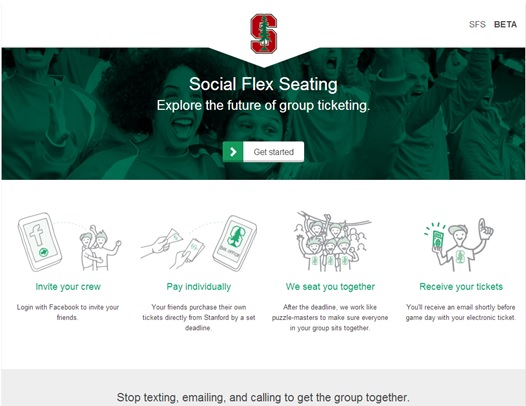 SFS BETA
Social Flex Seating
Explore the future of group ticketing.
Get started
Invite your crew
Login with Facebook to invite your
friends.
Pay individually
Your friends purchase their own
tickets directly from Stanford by a set
deadline.
We seat you together
After the deadline, we work like
puzzle-masters to make sure everyone
in your group sits together.
Receive your tickets
You'll receive an email shortly before
game day with your electronic ticket.
Stop texting, emailing, and calling to get the group together.